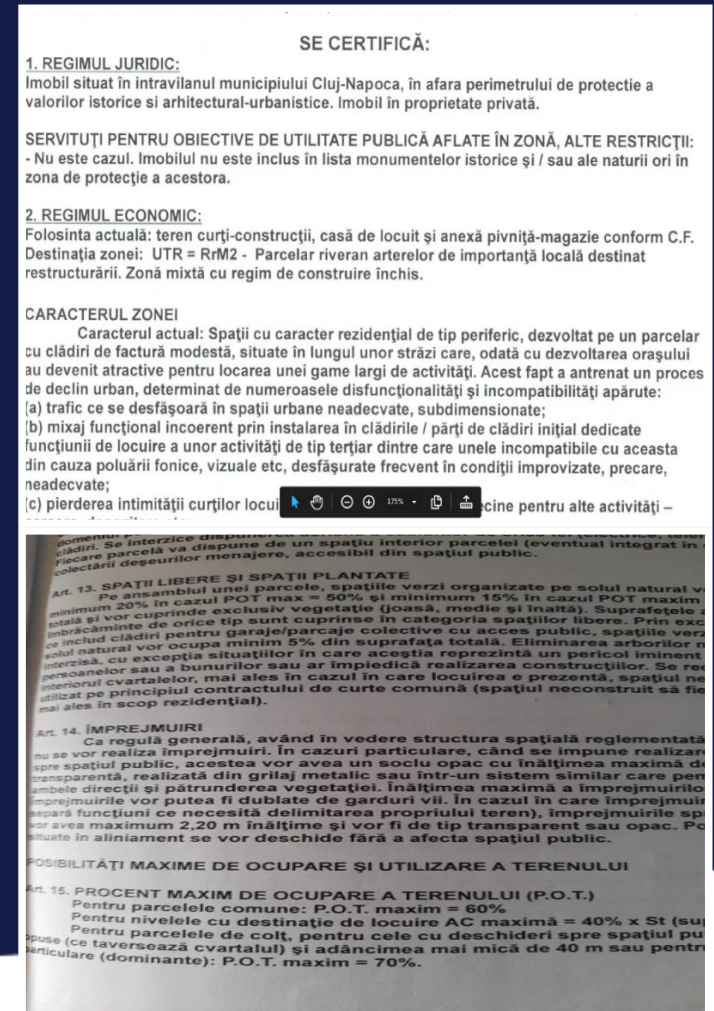 SE CERTIFICĂ:
1. REGIMUL JURIDIC:
Imobil situat în intravilanul municipiului Cluj-Napoca, în afara perimetrului de protectie a
valorilor istorice si arhitectural-urbanistice. Imobil în proprietate privată.
SERVITUŢI PENTRU OBIECTIVE DE UTILITATE PUBLICĂ AFLATE ÎN ZONĂ, ALTE RESTRICŢII:
- Nu este cazul. Imobilul nu este inclus în lista monumentelor istorice şi / sau ale naturii ori în
zona de protecţie a acestora.
2. REGIMUL ECONOMIC:
Folosinta actuală: teren curţi-construcţii, casă de locuit şi anexă pivniţă-magazie conform C.F.
Destinaţia zonei: UTR = RrM2 - Parcelar riveran arterelor de importanţă locală destinat
restructurării. Zonă mixtă cu regim de construire închis.
CARACTERUL ZONEI
Caracterul actual: Spaţii cu caracter rezidenţial de tip periferic, dezvoltat pe un parcelar
cu clădiri de factură modestă, situate în lungul unor străzi care, odată cu dezvoltarea oraşului
au devenit atractive pentru locarea unei game largi de activităţi. Acest fapt a antrenat un proces
de declin urban, determinat de numeroasele disfuncţionalităţi şi incompatibilităţi apărute:
(a) trafic ce se desfăşoară în spaţii urbane neadecvate, subdimensionate;
(b) mixaj funcţional incoerent prin instalarea în clădirile / părţi de clădiri iniţial dedicate
funcţiunii de locuire a unor activităţi de tip terţiar dintre care unele incompatibile cu aceasta
din cauza poluării fonice, vizuale etc, desfăşurate frecvent în condiţii improvizate, precare,
neadecvate;
(c) pierderea intimităţii curţilor locui 175% ecine pentru alte activităţi –
clădiri. Se interzice
Fiecare parcelă va dispune de un spaţiu interior parcelei (eventual integrat în
colectării deşeurilor menajere, accesibil din spaţiul public.
Art. 13. SPAŢII LIBERE ŞI SPAŢII PLANTATE
Pe ansamblul unei parcele, spaţiile verzi organizate pe solul natural v
minimum 20% în cazul POT max = 50% şi minimum 15% în cazul POT maxim
totală şi vor cuprinde exclusiv vegetaţie (joasă, medie şi înaltă). Suprafeţele
îmbrăcăminte de orice tip sunt cuprinse în categoria spaţiilor libere. Prin exc
ce includ clădiri pentru garaje/parcaje colective cu acces public, spaţiile verz
solul natural vor ocupa minim 5% din suprafaţa totală. Eliminarea arborilor m
interzisă, cu excepţia situaţiilor în care aceştia reprezintă un pericol iminent
persoanelor sau a bunurilor sau ar împiedică realizarea construcţiilor. Se re
interiorul cvartalelor, mai ales în cazul în care locuirea e prezentă, spaţiul ne
utilizat pe principiul contractului de curte comună (spaţiul neconstruit să fie
mai ales în scop rezidenţial).
Art. 14. ÎMPREJMUIRI
Ca regulă generală, având în vedere structura spaţială reglementată
nu se vor realiza împrejmuiri. În cazuri particulare, când se impune realizar
spre spaţiul public, acestea vor avea un soclu opac cu înălţimea maximă d
transparentă, realizată din grilaj metalic sau într-un sistem similar care per
ambele direcţii şi pătrunderea vegetaţiei. Înălţimea maximă a împrejmuirilo
împrejmuirile vor putea fi dublate de garduri vii. În cazul în care împrejmuir
separă funcţiuni ce necesită delimitarea propriului teren), împrejmuirile sp
vor avea maximum 2,20 m înălţime şi vor fi de tip transparent sau opac. Po
situate în aliniament se vor deschide fără a afecta spaţiul public.
POSIBILITĂŢI MAXIME DE OCUPARE ŞI UTILIZARE A TERENULUI
Art. 15. PROCENT MAXIM DE OCUPARE A TERENULUI (P.O.T.)
Pentru parcelele comune: P.O.T. maxim = 60%
Pentru nivelele cu destinaţie de locuire AC maximă = 40% x St (su
Pentru parcelele de colţ, pentru cele cu deschideri spre spaţiul pu
opuse (ce taversează cvartalul) şi adâncimea mai mică de 40 m sau pentr
particulare (dominante): P.O.T. maxim = 70%.